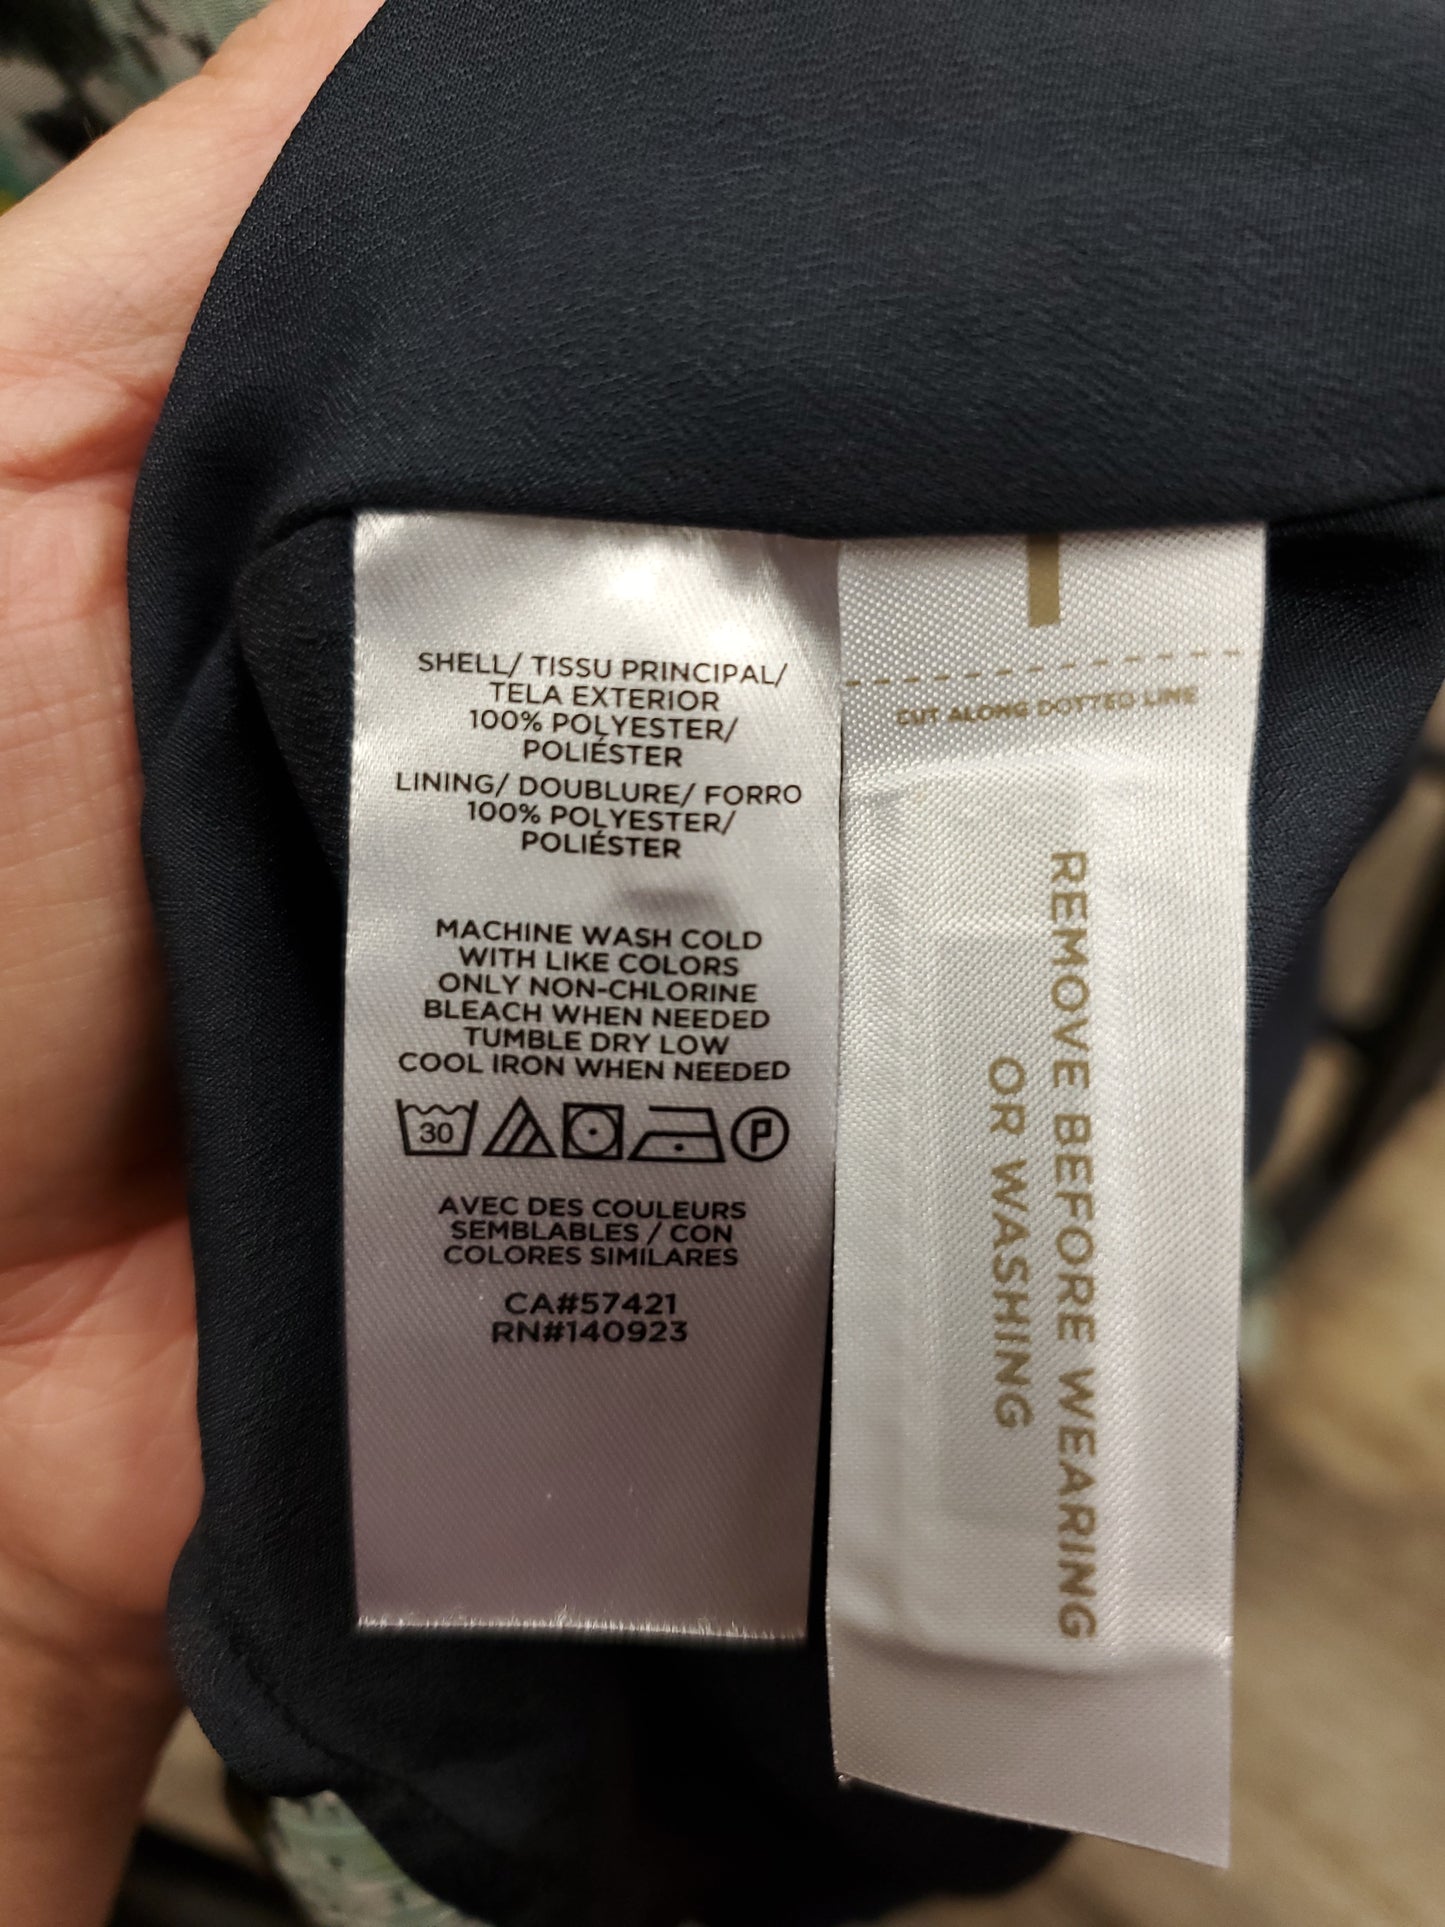 SHELL/ TISSU PRINCIPAL/
TELA EXTERIOR
100% POLYESTER/
POLIÉSTER
LINING/ DOUBLURE/ FORRO
100% POLYESTER/
POLIÉSTER
MACHINE WASH COLD
WITH LIKE COLORS
ONLY NON-CHLORINE
BLEACH WHEN NEEDED
TUMBLE DRY LOW
COOL IRON WHEN NEEDED
30 P
AVEC DES COULEURS
SEMBLABLES / CON
COLORES SIMILARES
CA#57421
RN#140923
CUT ALONG DOTTED LINE
REMOVE BEFORE WEARING
OR WASHING